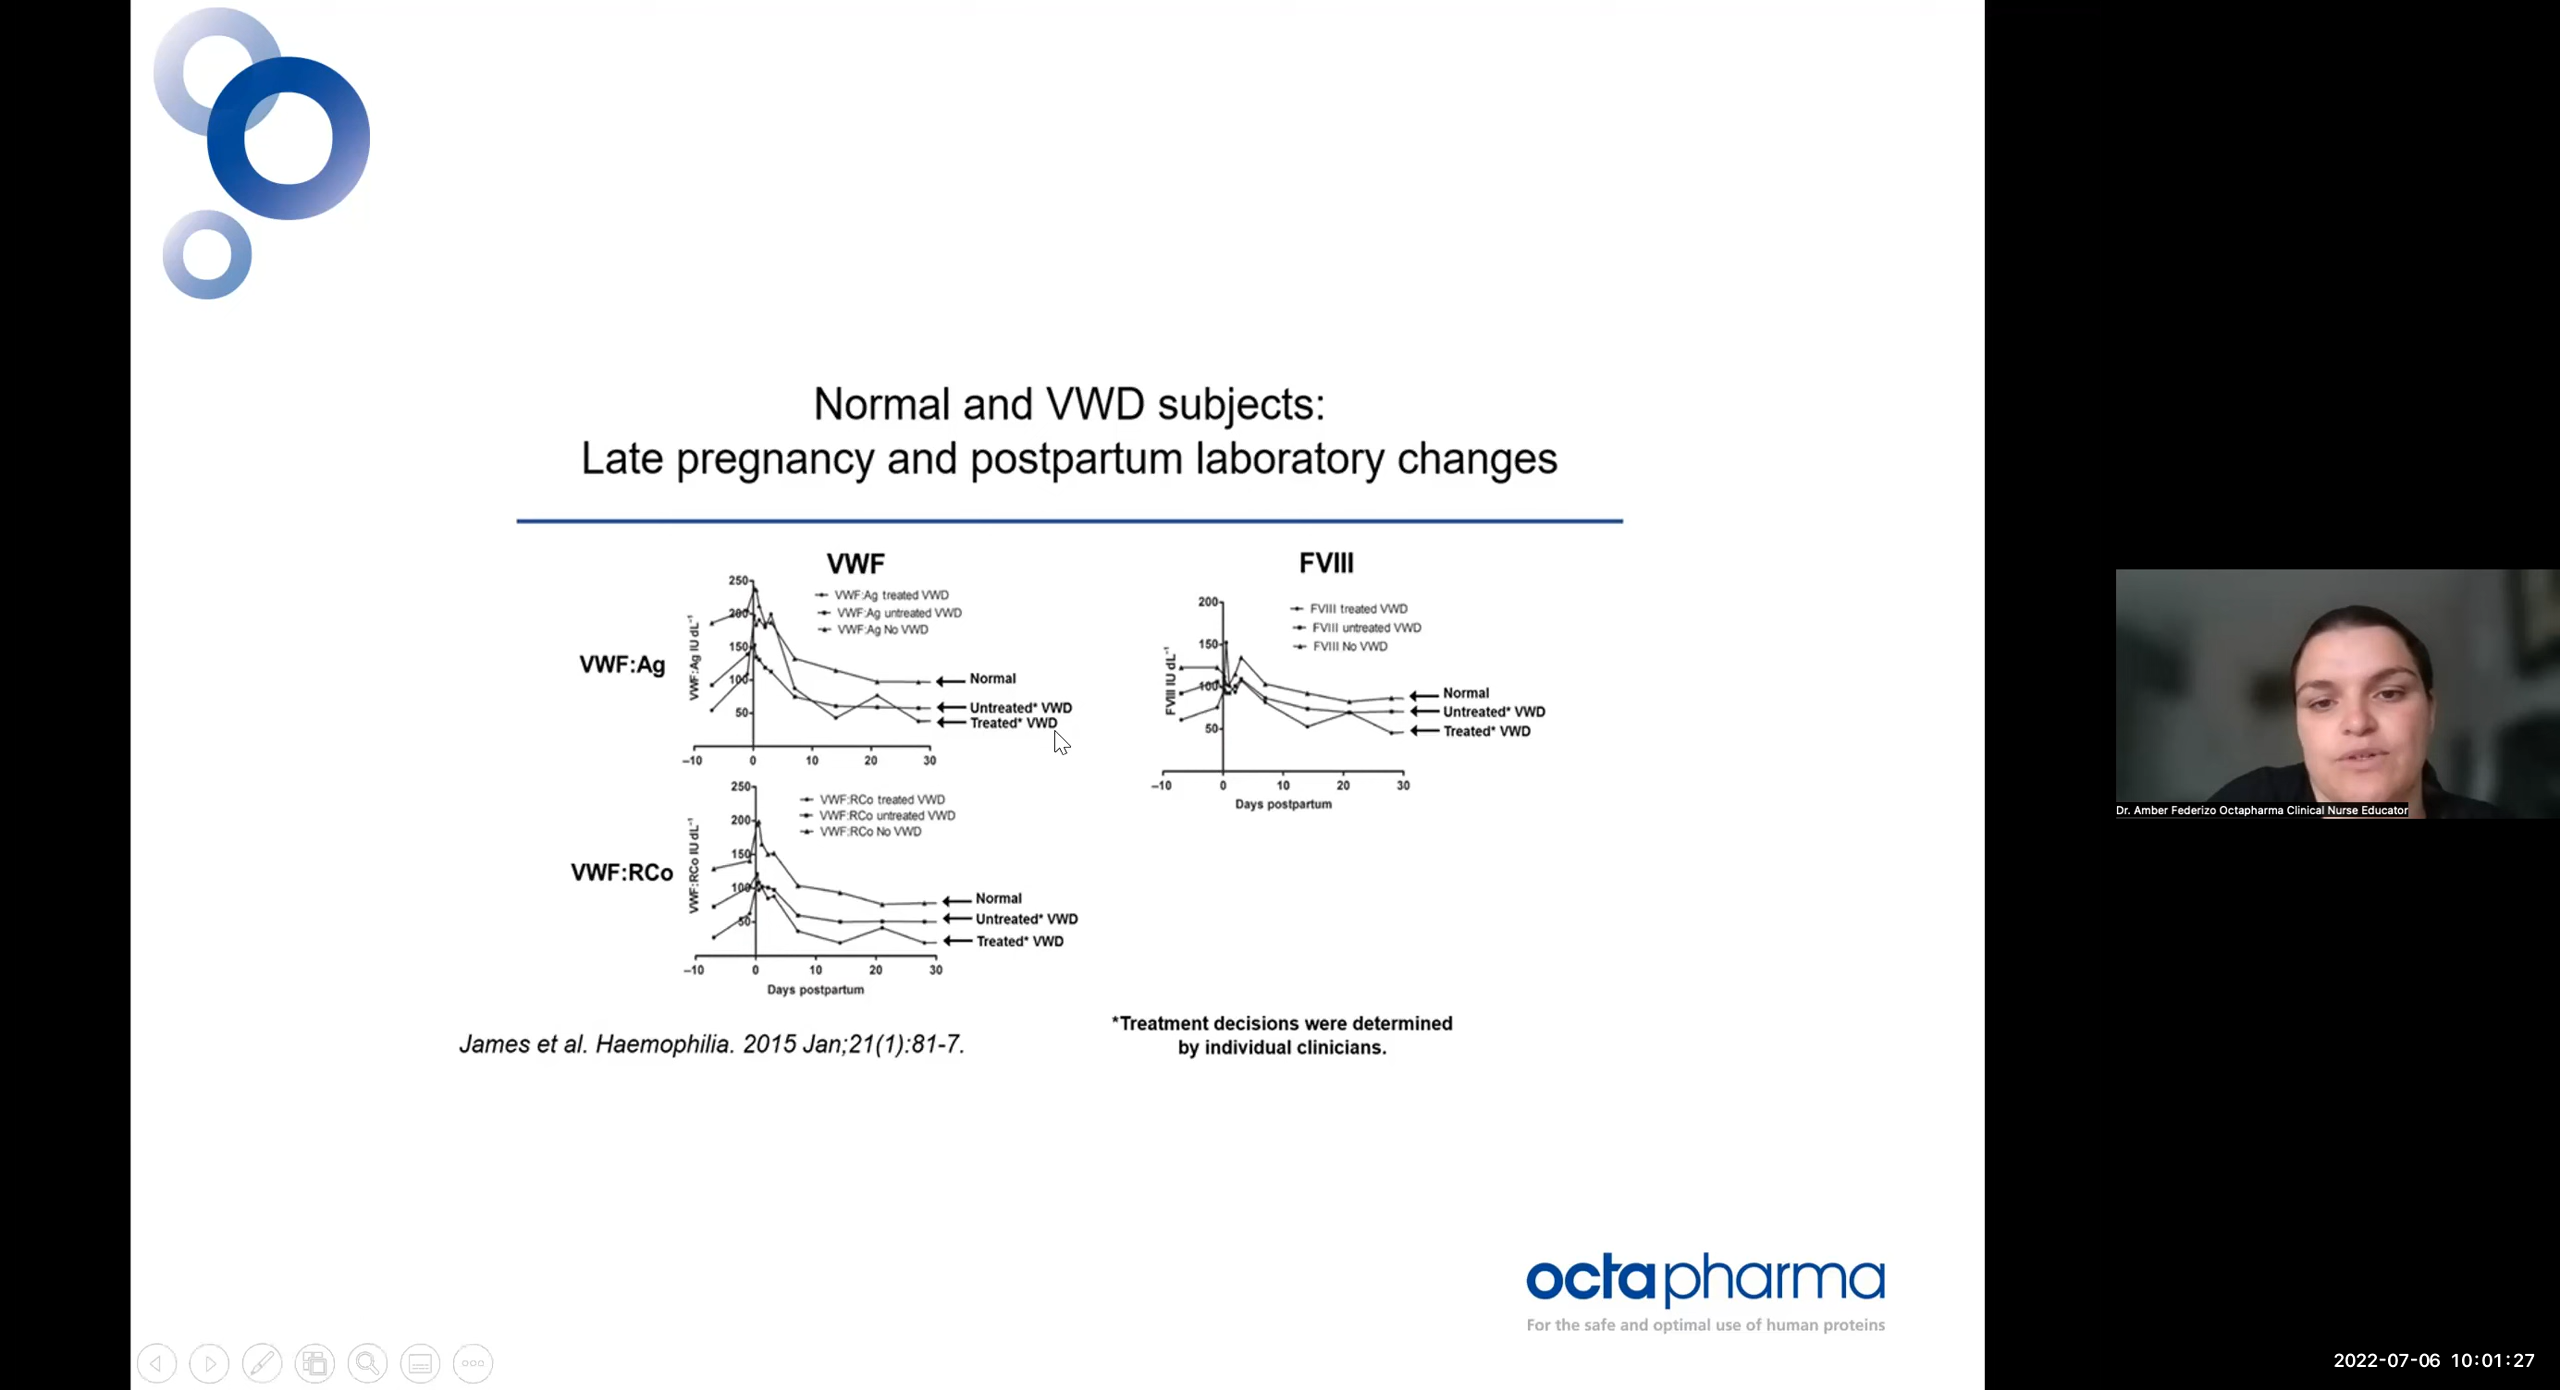 Normal and VWD subjects:
Late pregnancy and postpartum laboratory changes
VWF
VWF:Ag
VWF:Ag IU dL⁻¹
250
200
150
100
50
VWF:Ag treated VWD
VWF:Ag untreated VWD
VWF:Ag No VWD
Normal
Untreated* VWD
Treated* VWD
–10 0 10 20 30
VWF:RCo
VWF:RCo IU dL⁻¹
250
200
150
100
50
VWF:RCo treated VWD
VWF:RCo untreated VWD
VWF:RCo No VWD
Normal
Untreated* VWD
Treated* VWD
–10 0 10 20 30
Days postpartum
FVIII
FVIII IU dL⁻¹
200
150
100
50
FVIII treated VWD
FVIII untreated VWD
FVIII No VWD
Normal
Untreated* VWD
Treated* VWD
–10 0 10 20 30
Days postpartum
James et al. Haemophilia. 2015 Jan;21(1):81-7.
*Treatment decisions were determined
by individual clinicians.
octapharma
For the safe and optimal use of human proteins
Dr. Amber Federizo Octapharma Clinical Nurse Educator
2022-07-06 10:01:27